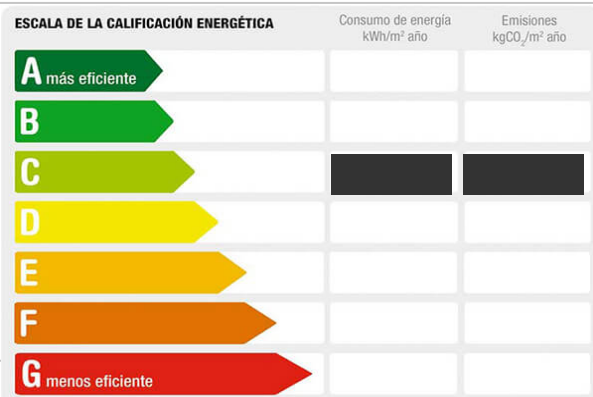 ESCALA DE LA CALIFICACIÓN ENERGÉTICA
Consumo de energía
kWh/m² año
Emisiones
kgCO₂/m² año
A más eficiente
B
C
D
E
F
G menos eficiente